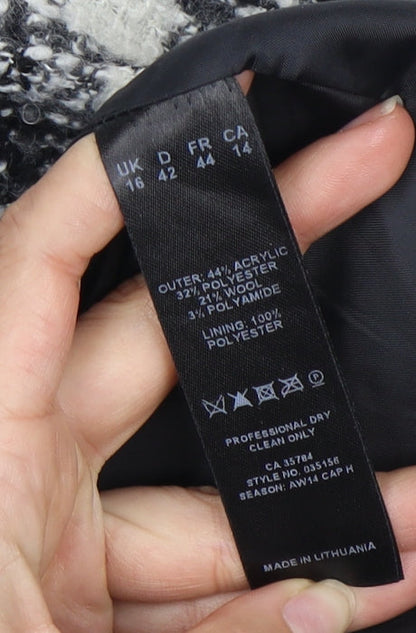 UK D FR CA
16 42 44 14
OUTER: 44% ACRYLIC
32% POLYESTER
21% WOOL
3% POLYAMIDE
LINING: 100%
POLYESTER
P
PROFESSIONAL DRY
CLEAN ONLY
CA 35784
STYLE NO. 035156
SEASON: AW14 CAP H
MADE IN LITHUANIA